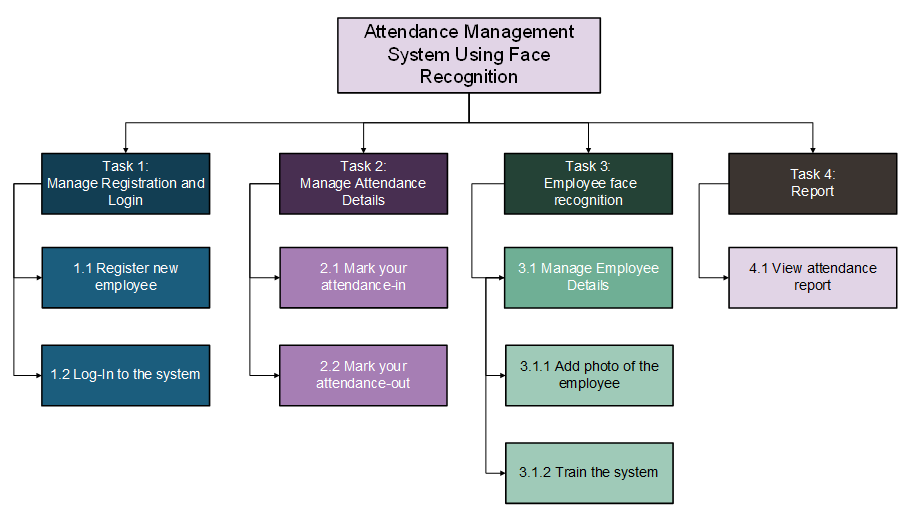 Attendance Management
System Using Face
Recognition
Task 1:
Manage Registration and
Login
Task 2:
Manage Attendance
Details
Task 3:
Employee face
recognition
Task 4:
Report
1.1 Register new
employee
2.1 Mark your
attendance-in
3.1 Manage Employee
Details
4.1 View attendance
report
1.2 Log-In to the system
2.2 Mark your
attendance-out
3.1.1 Add photo of the
employee
3.1.2 Train the system